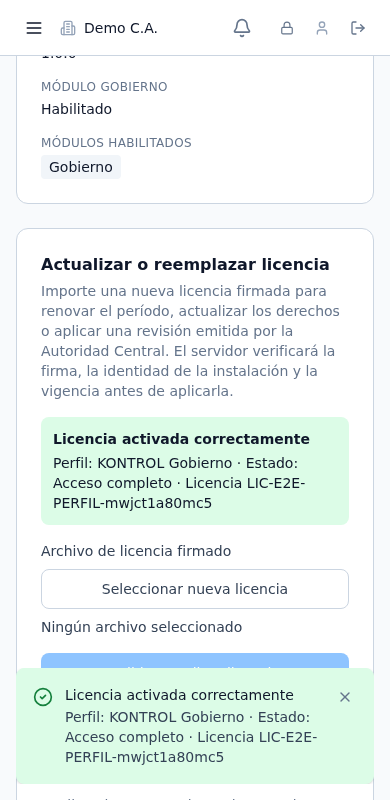 Demo C.A.
MÓDULO GOBIERNO
Habilitado
MÓDULOS HABILITADOS
Gobierno
Actualizar o reemplazar licencia
Importe una nueva licencia firmada para
renovar el período, actualizar los derechos
o aplicar una revisión emitida por la
Autoridad Central. El servidor verificará la
firma, la identidad de la instalación y la
vigencia antes de aplicarla.
Licencia activada correctamente
Perfil: KONTROL Gobierno · Estado:
Acceso completo · Licencia LIC-E2E-
PERFIL-mwjct1a80mc5
Archivo de licencia firmado
Seleccionar nueva licencia
Ningún archivo seleccionado
Licencia activada correctamente
Perfil: KONTROL Gobierno · Estado:
Acceso completo · Licencia LIC-E2E-
PERFIL-mwjct1a80mc5